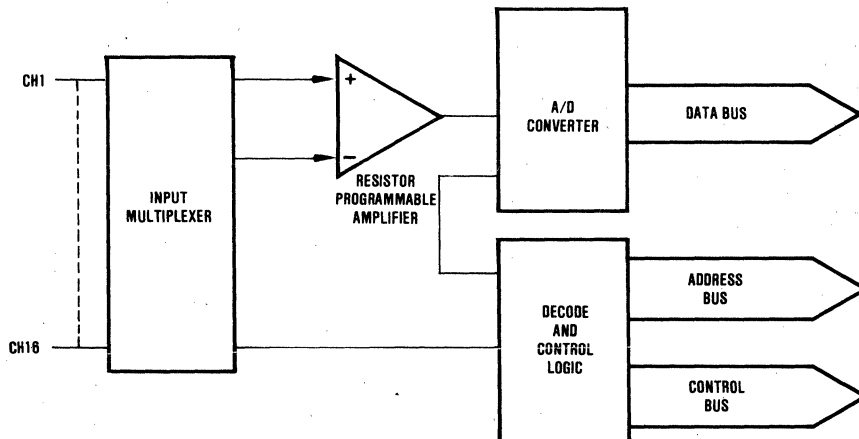 CH1
CH16
INPUT
MULTIPLEXER
+
−
RESISTOR
PROGRAMMABLE
AMPLIFIER
A/D
CONVERTER
DATA BUS
DECODE
AND
CONTROL
LOGIC
ADDRESS
BUS
CONTROL
BUS